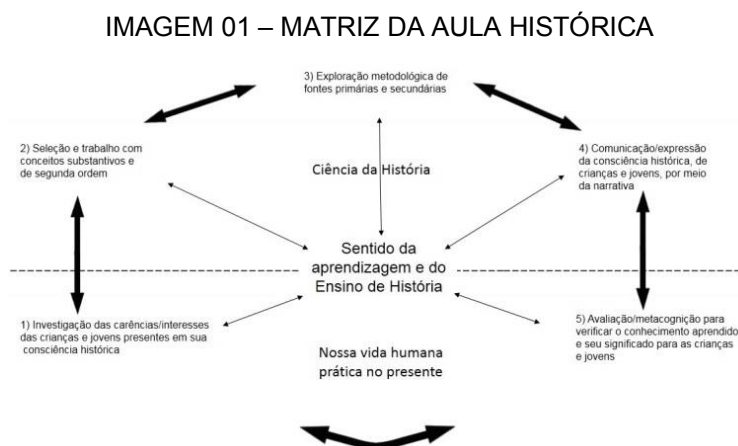 IMAGEM 01 – MATRIZ DA AULA HISTÓRICA
3) Exploração metodológica de
fontes primárias e secundárias
2) Seleção e trabalho com
conceitos substantivos e
de segunda ordem
Ciência da História
4) Comunicação/expressão
da consciência histórica, de
crianças e jovens, por meio
da narrativa
Sentido da
aprendizagem e do
Ensino de História
1) Investigação das carências/interesses
das crianças e jovens presentes em sua
consciência histórica
5) Avaliação/metacognição para
verificar o conhecimento aprendido
e seu significado para as crianças
e jovens
Nossa vida humana
prática no presente